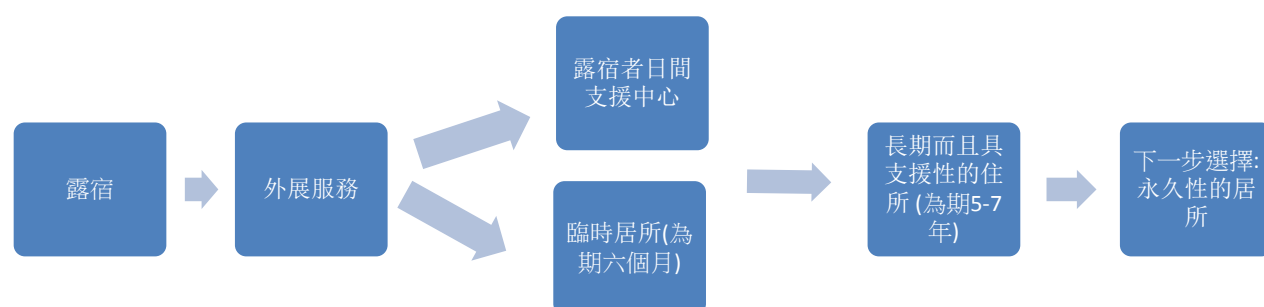 露宿
外展服務
露宿者日間
支援中心
臨時居所(為
期六個月)
長期而且具
支援性的住
所 (為期5-7
年)
下一步選擇:
永久性的居
所